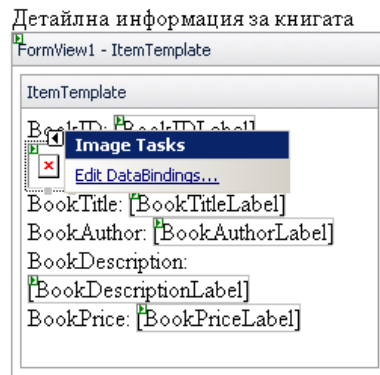 Детайлна информация за книгата
FormView1 - ItemTemplate
ItemTemplate
BookID: [BookIDLabel]
Image Tasks
Edit DataBindings...
BookTitle: [BookTitleLabel]
BookAuthor: [BookAuthorLabel]
BookDescription:
[BookDescriptionLabel]
BookPrice: [BookPriceLabel]